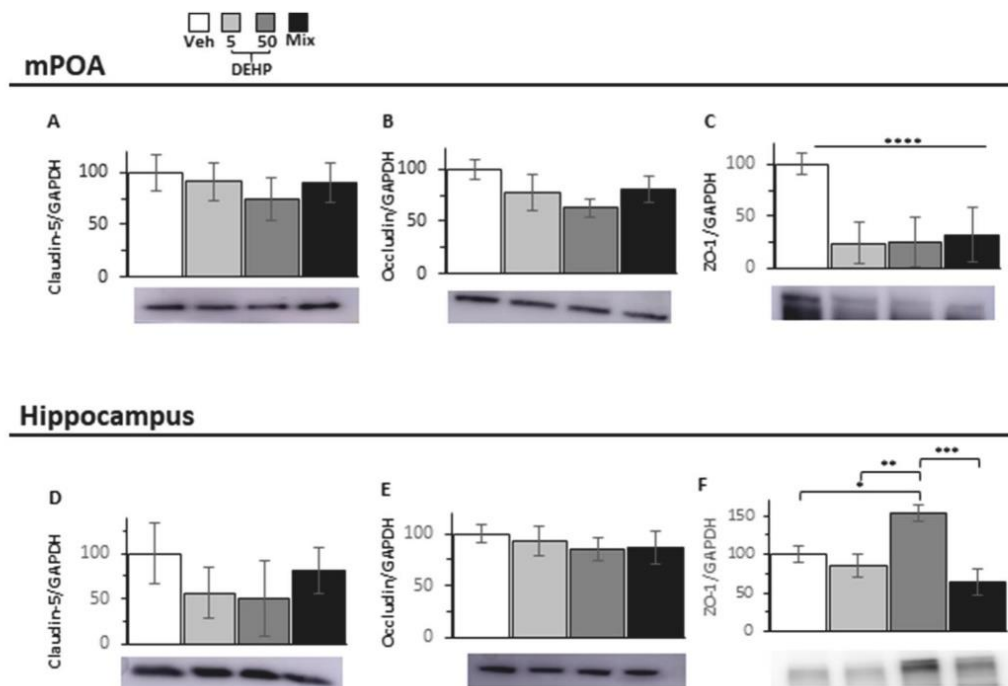 Veh 5 50 Mix
DEHP
mPOA
A
Claudin-5/GAPDH
100
50
0
B
Occludin/GAPDH
100
50
0
C
****
ZO-1/GAPDH
100
50
0
Hippocampus
D
Claudin-5/GAPDH
100
50
0
E
Occludin/GAPDH
100
50
0
F
***
**
*
ZO-1/GAPDH
150
100
50
0